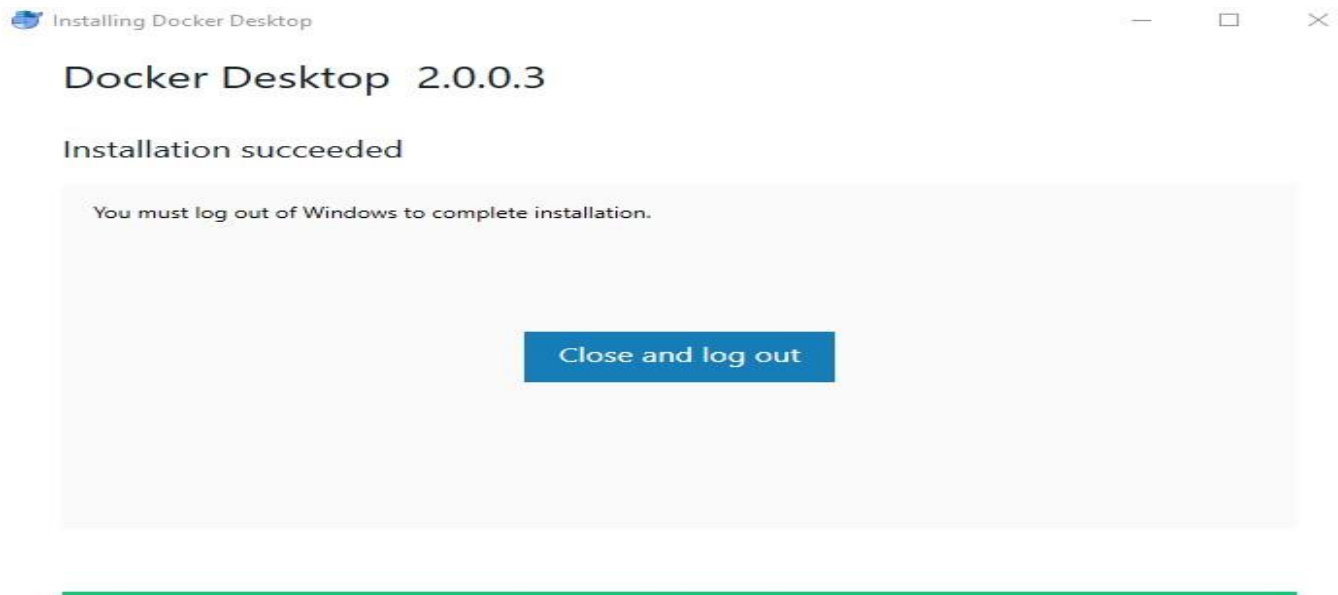 Installing Docker Desktop
Docker Desktop 2.0.0.3
Installation succeeded
You must log out of Windows to complete installation.
Close and log out